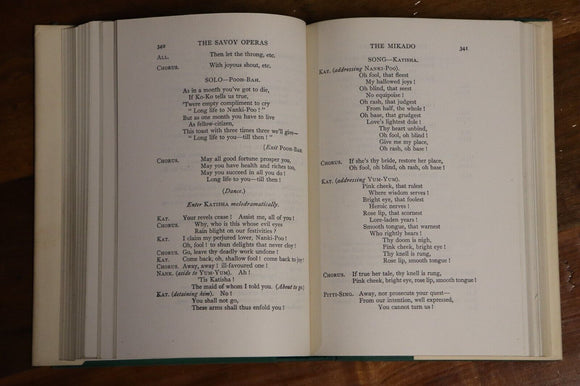 340
THE SAVOY OPERAS
ALL. Then let the throng, etc.
CHORUS. With joyous shout, etc.
SOLO—POOH-BAH.
As in a month you've got to die,
If Ko-Ko tells us true,
'Twere empty compliment to cry
" Long life to Nanki-Poo ! "
But as one month you have to live
As fellow-citizen,
This toast with three times three we'll give—
" Long life to you—till then ! "
[Exit POOH-BAH.
CHORUS. May all good fortune prosper you,
May you have health and riches too,
May you succeed in all you do !
Long life to you—till then !
(Dance.)
Enter KATISHA melodramatically.
KAT. Your revels cease ! Assist me, all of you !
CHORUS. Why, who is this whose evil eyes
Rain blight on our festivities ?
KAT. I claim my perjured lover, Nanki-Poo !
Oh, fool ! to shun delights that never cloy !
CHORUS. Go, leave thy deadly work undone !
KAT. Come back, oh, shallow fool ! come back to joy !
CHORUS. Away, away ! ill-favoured one !
NANK. (aside to YUM-YUM). Ah !
'Tis Katisha !
The maid of whom I told you. (About to go.)
KAT. (detaining him). No !
You shall not go,
These arms shall thus enfold you !
THE MIKADO
341
SONG—KATISHA.
KAT. (addressing NANKI-POO).
Oh fool, that fleest
My hallowed joys !
Oh blind, that seest
No equipoise !
Oh rash, that judgest
From half, the whole !
Oh base, that grudgest
Love's lightest dole !
Thy heart unbind,
Oh fool, oh blind !
Give me my place,
Oh rash, oh base !
CHORUS. If she's thy bride, restore her place,
Oh fool, oh blind, oh rash, oh base !
KAT. (addressing YUM-YUM).
Pink cheek, that rulest
Where wisdom serves !
Bright eye, that foolest
Heroic nerves !
Rose lip, that scornest
Lore-laden years !
Smooth tongue, that warnest
Who rightly hears !
Thy doom is nigh,
Pink cheek, bright eye !
Thy knell is rung,
Rose lip, smooth tongue !
CHORUS. If true her tale, thy knell is rung,
Pink cheek, bright eye, rose lip, smooth tongue !
PITTI-SING. Away, nor prosecute your quest—
From our intention, well expressed,
You cannot turn us !